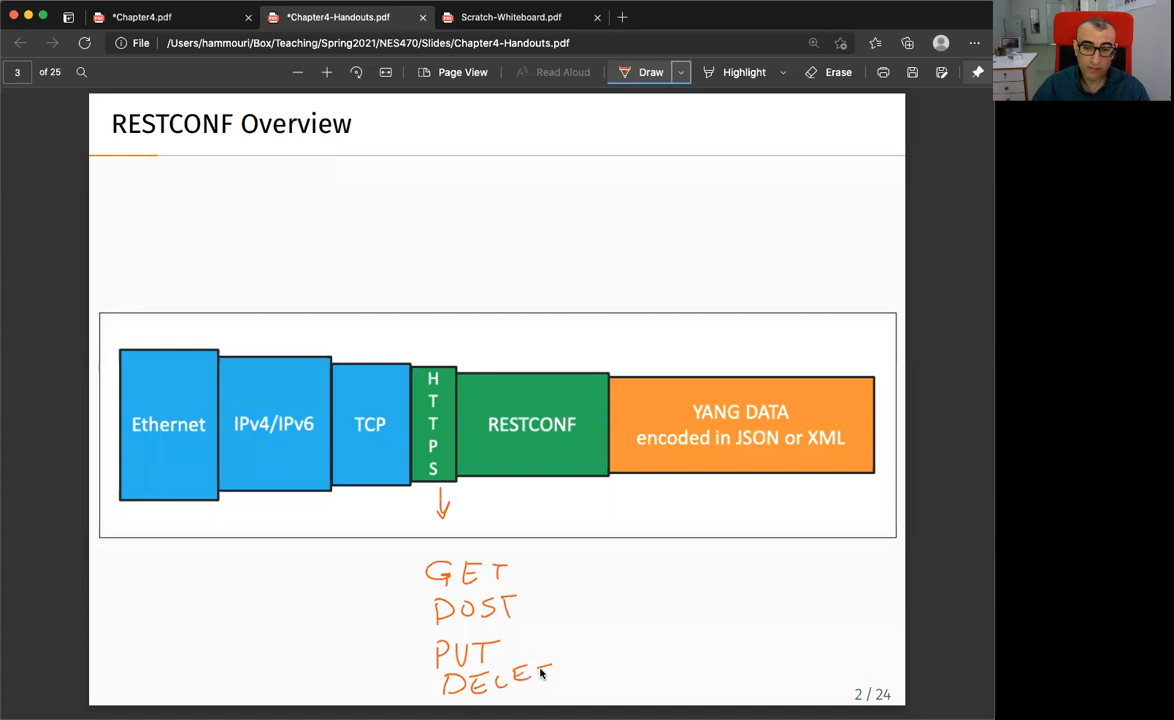 *Chapter4.pdf
*Chapter4-Handouts.pdf
Scratch-Whiteboard.pdf
File
/Users/hammouri/Box/Teaching/Spring2021/NES470/Slides/Chapter4-Handouts.pdf
3 of 25
Page View
Read Aloud
Draw
Highlight
Erase
RESTCONF Overview
Ethernet
IPv4/IPv6
TCP
HTTPS
RESTCONF
YANG DATA
encoded in JSON or XML
GET
DOST
PUT
DELET
2 / 24